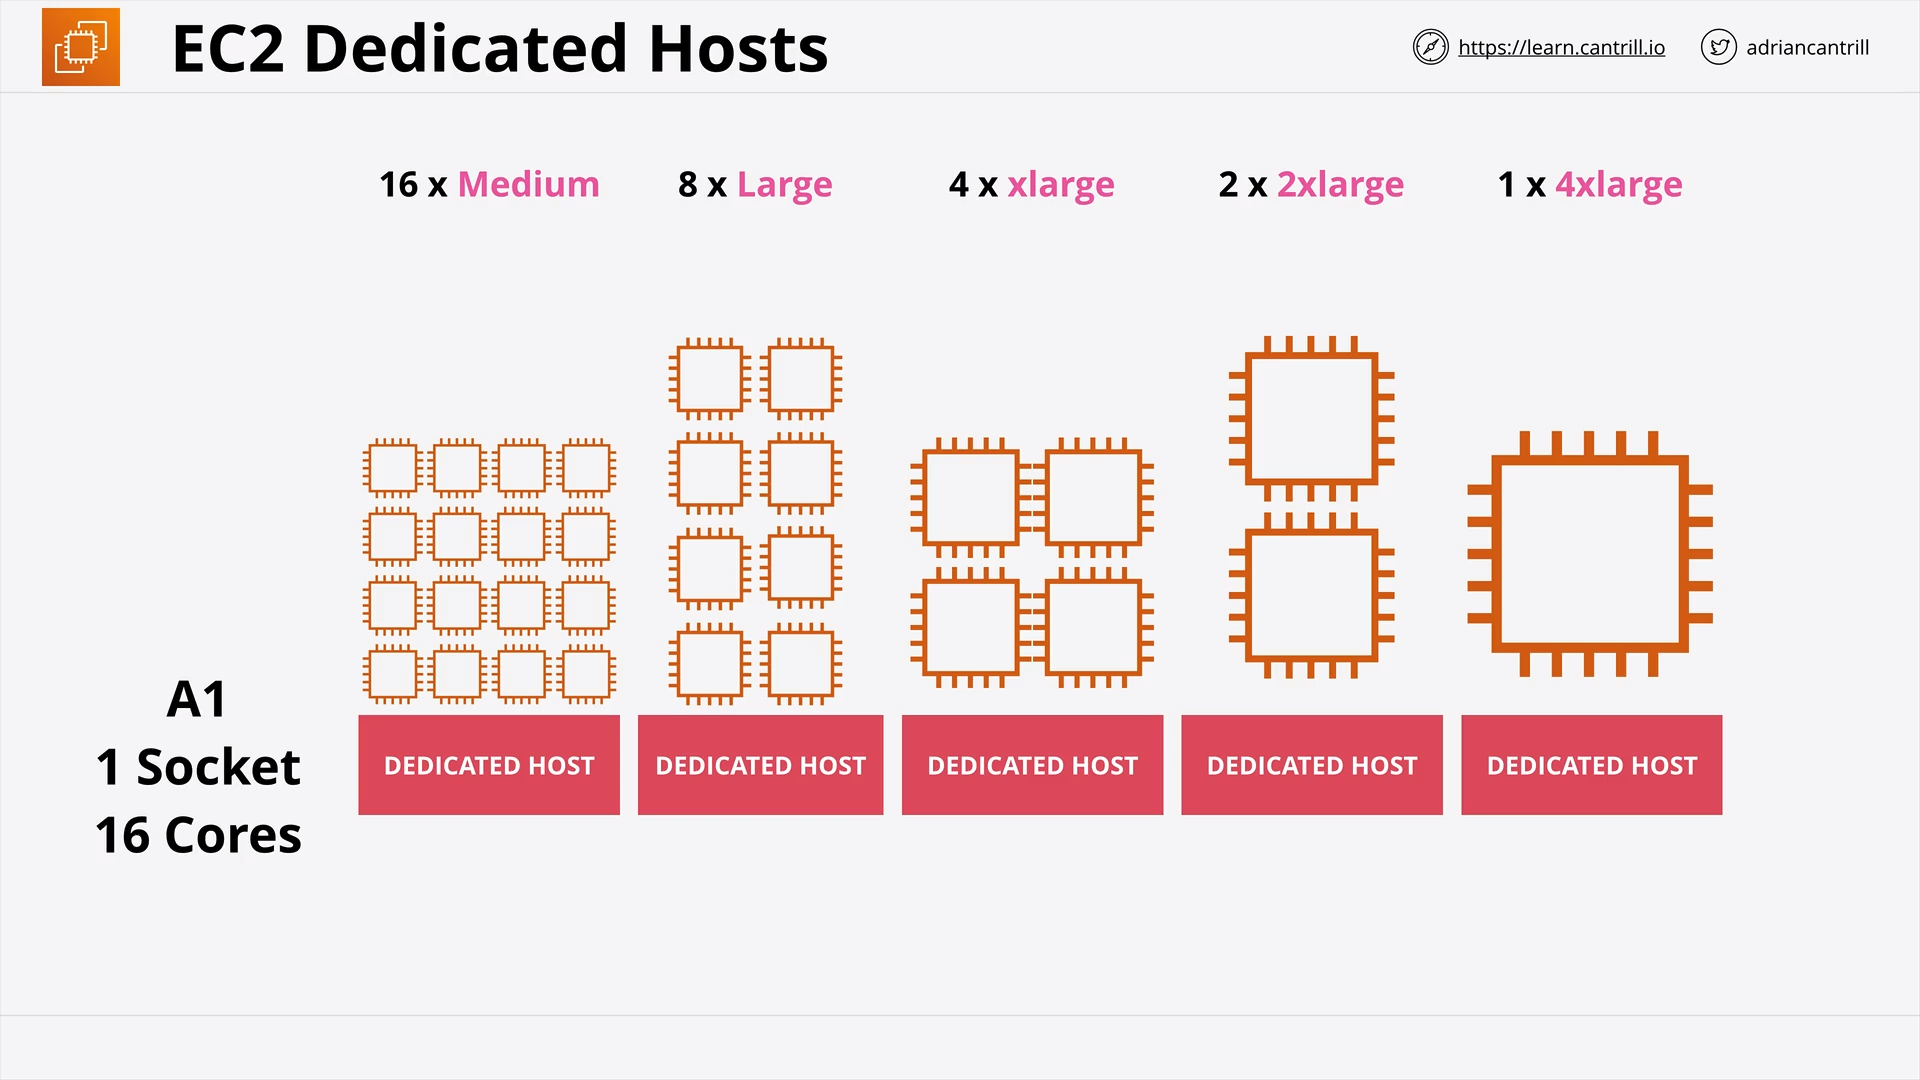 EC2 Dedicated Hosts
https://learn.cantrill.io
adriancantrill
16 x Medium
8 x Large
4 x xlarge
2 x 2xlarge
1 x 4xlarge
A1
1 Socket
16 Cores
DEDICATED HOST
DEDICATED HOST
DEDICATED HOST
DEDICATED HOST
DEDICATED HOST